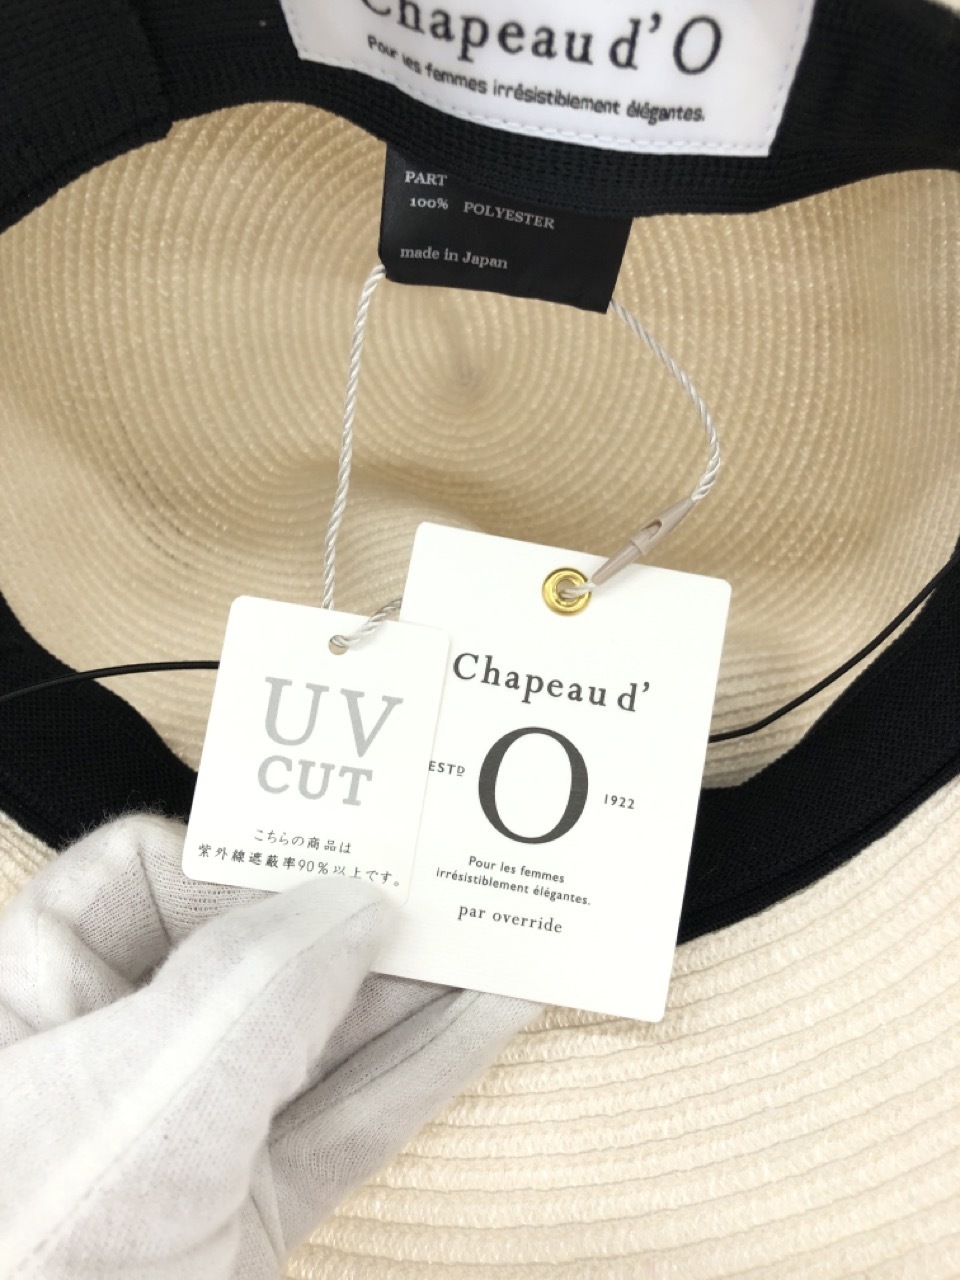 Chapeau d'O
Pour les femmes irrésistiblement élégantes.
PART
100% POLYESTER
made in Japan
UV
CUT
こちらの商品は
紫外線遮蔽率90%以上です。
Chapeau d'
O
ESTD
1922
Pour les femmes
irrésistiblement élégantes.
par override